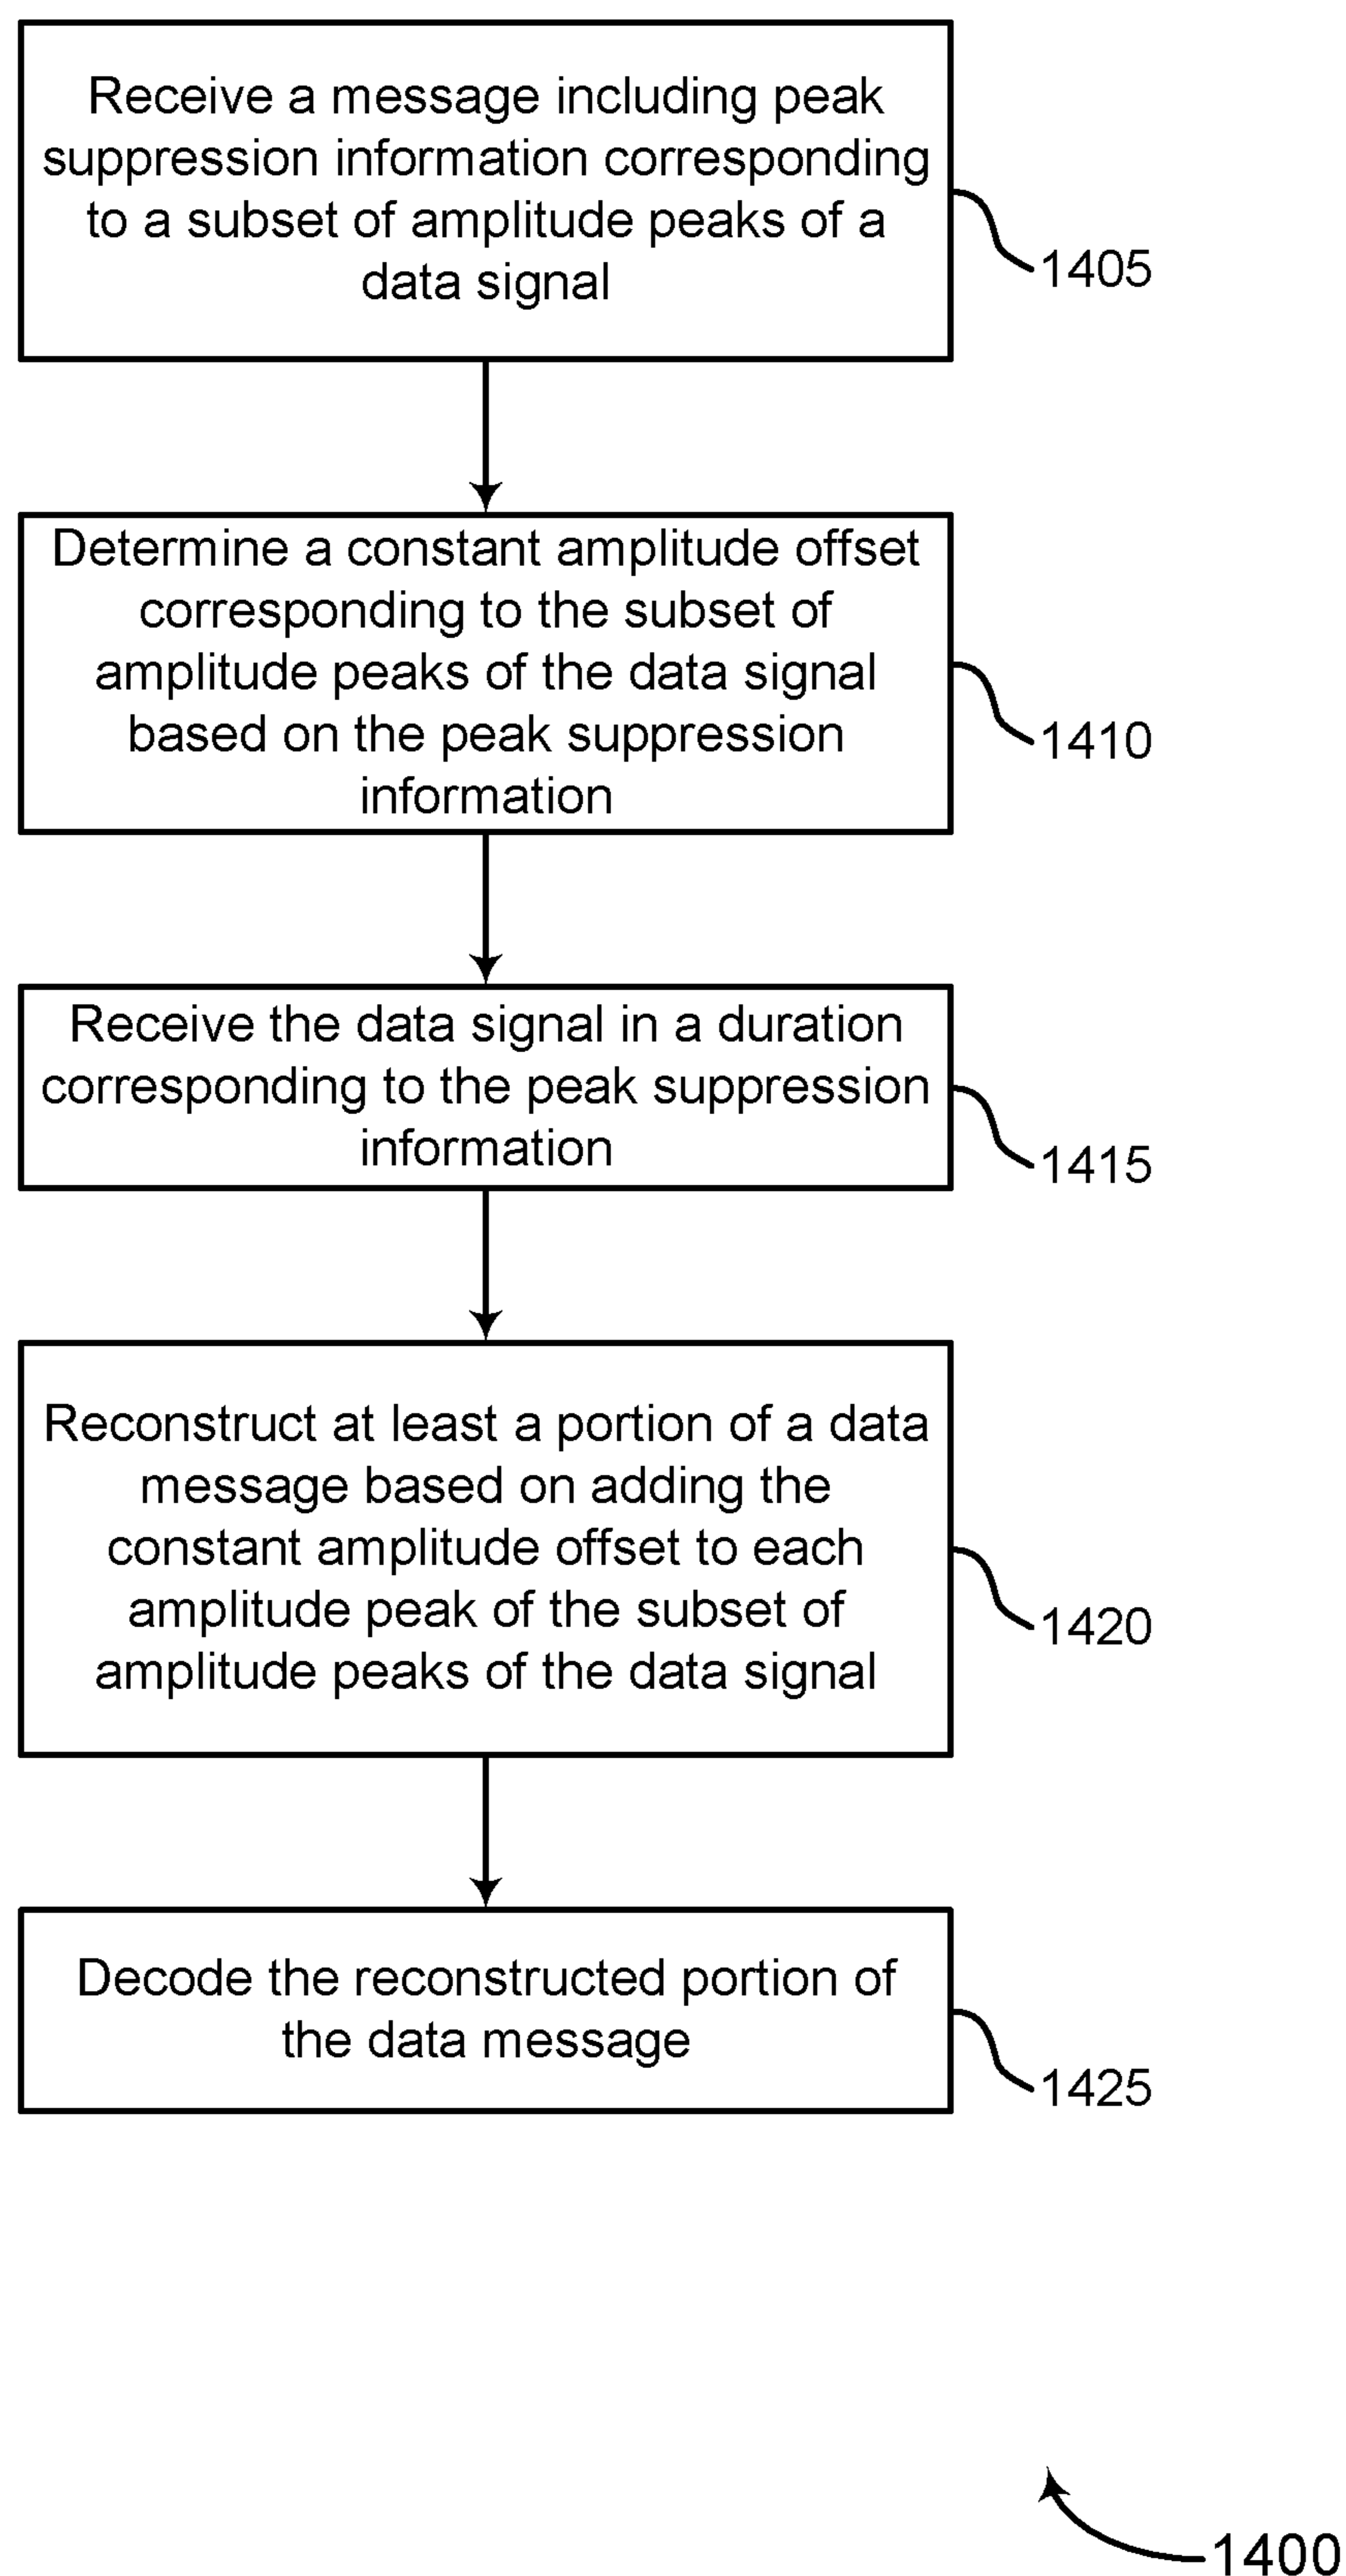 Receive a message including peak
suppression information corresponding
to a subset of amplitude peaks of a
data signal
1405
Determine a constant amplitude offset
corresponding to the subset of
amplitude peaks of the data signal
based on the peak suppression
information
1410
Receive the data signal in a duration
corresponding to the peak suppression
information
1415
Reconstruct at least a portion of a data
message based on adding the
constant amplitude offset to each
amplitude peak of the subset of
amplitude peaks of the data signal
1420
Decode the reconstructed portion of
the data message
1425
1400